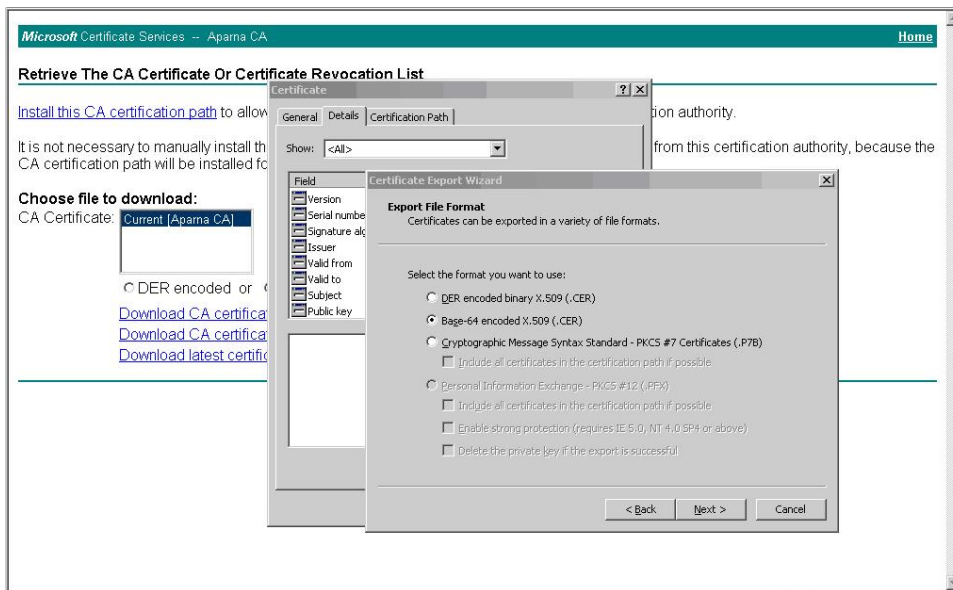 Microsoft Certificate Services -- Aparna CA Home
Retrieve The CA Certificate Or Certificate Revocation List
Install this CA certification path to allow
tion authority.
It is not necessary to manually install th
from this certification authority, because the
CA certification path will be installed fo
Choose file to download:
CA Certificate: Current [Aparna CA]
DER encoded or
Download CA certifica
Download CA certifica
Download latest certific
Certificate
General Details Certification Path
Show: <All>
Field
Version
Serial numbe
Signature alg
Issuer
Valid from
Valid to
Subject
Public key
Certificate Export Wizard
Export File Format
Certificates can be exported in a variety of file formats.
Select the format you want to use:
DER encoded binary X.509 (.CER)
Base-64 encoded X.509 (.CER)
Cryptographic Message Syntax Standard - PKCS #7 Certificates (.P7B)
Include all certificates in the certification path if possible
Personal Information Exchange - PKCS #12 (.PFX)
Include all certificates in the certification path if possible
Enable strong protection (requires IE 5.0, NT 4.0 SP4 or above)
Delete the private key if the export is successful
< Back Next > Cancel